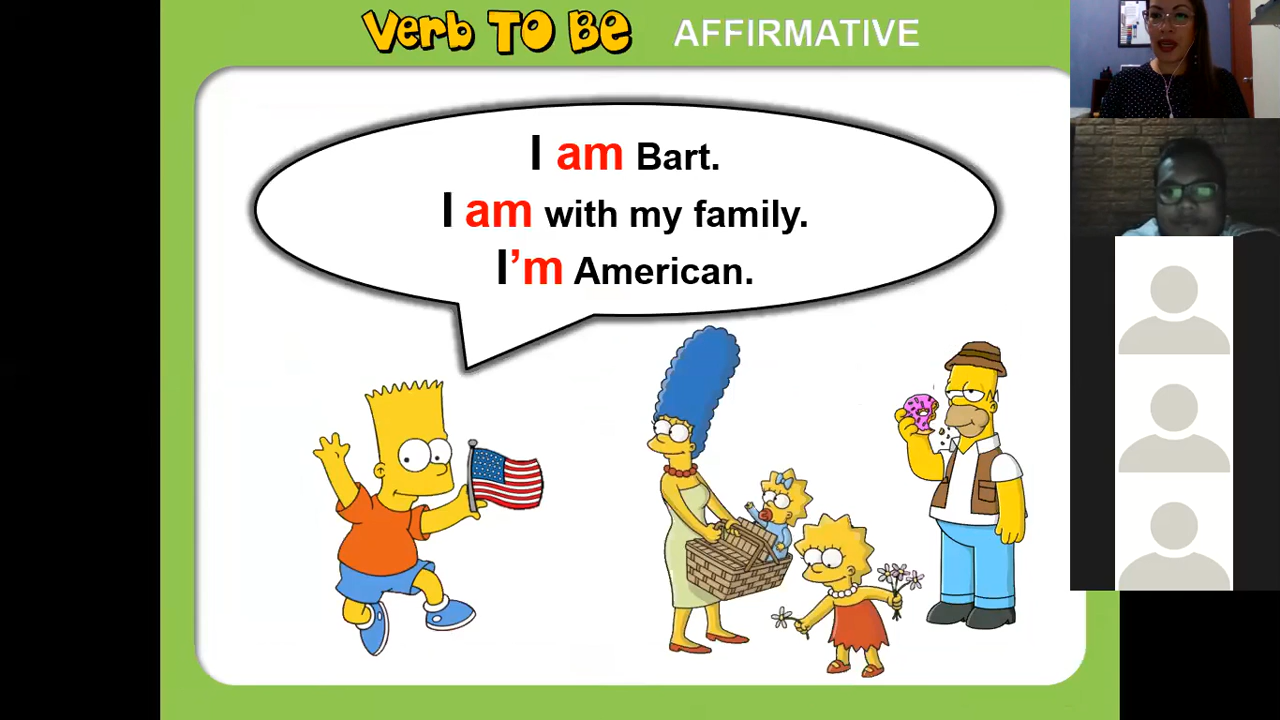 Verb TO BE AFFIRMATIVE
I am Bart.
I am with my family.
I'm American.